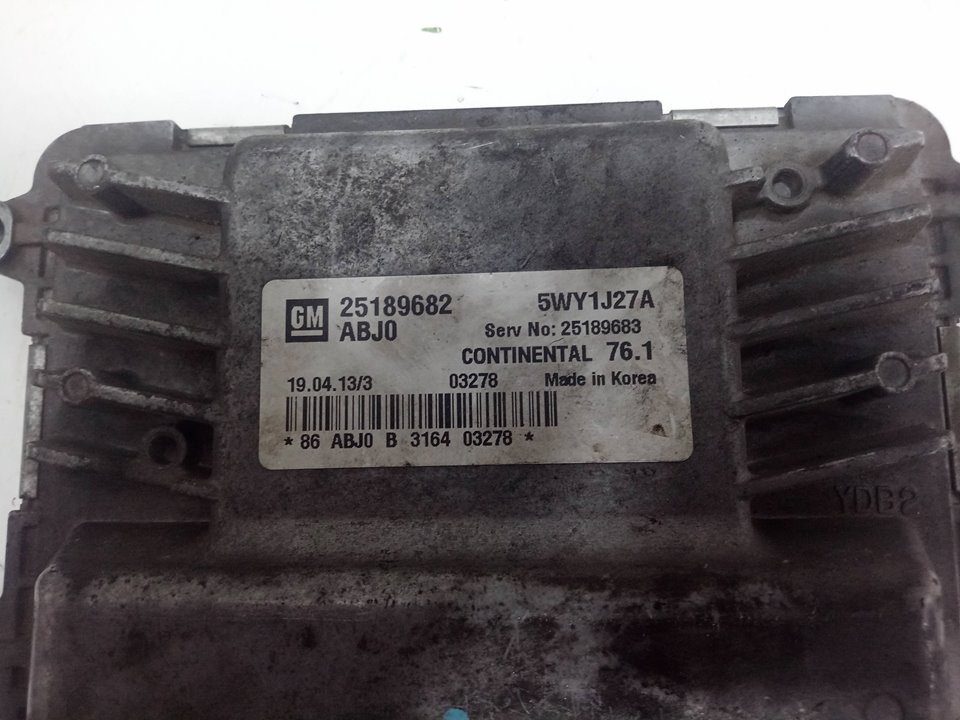 GM 25189682 5WY1J27A
ABJ0 Serv No: 25189683
CONTINENTAL 76.1
19.04.13/3 03278 Made in Korea
* 86 ABJ0 B 3164 03278 *
YDB2